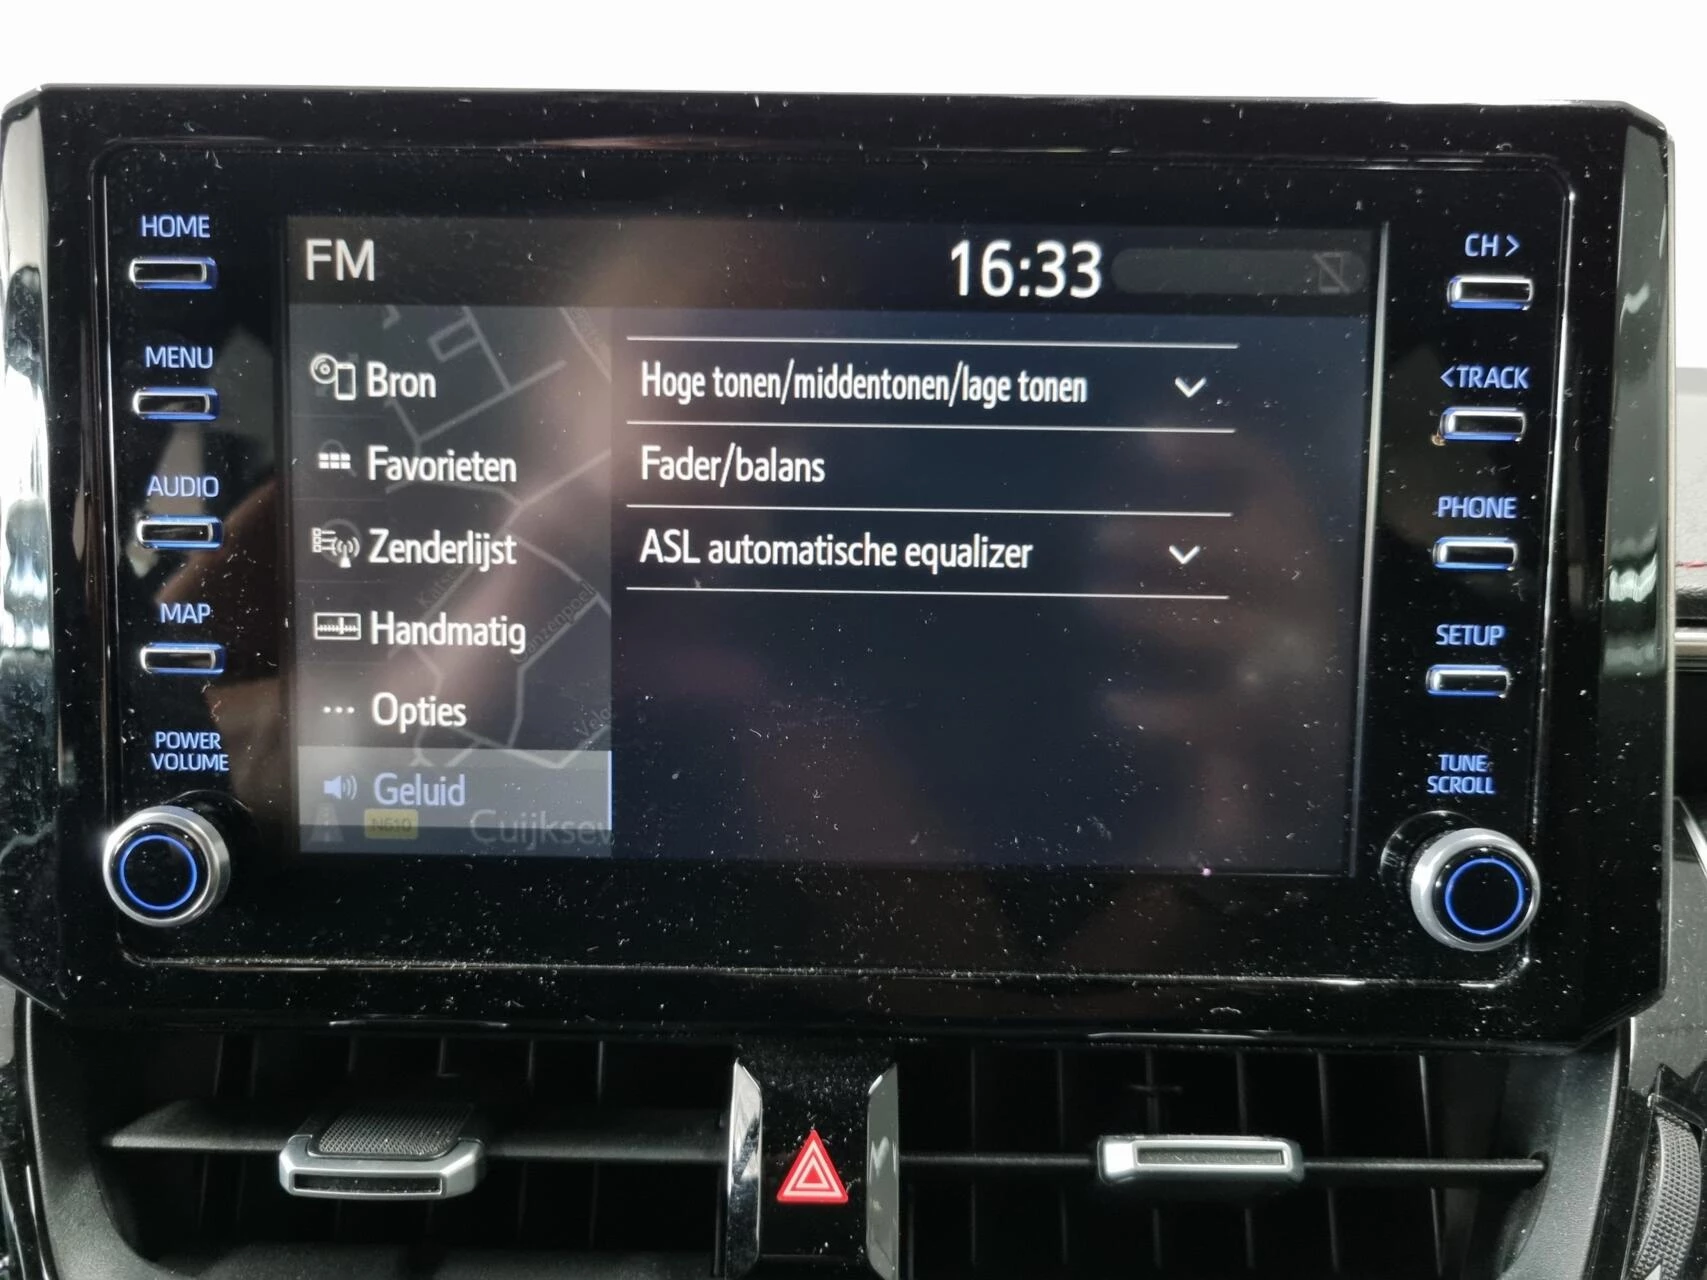 HOME
MENU
AUDIO
MAP
POWER
VOLUME
FM
16:33
Bron
Favorieten
Zenderlijst
Handmatig
Opties
Geluid
N610
Hoge tonen/middentonen/lage tonen
Fader/balans
ASL automatische equalizer
CH >
<TRACK
PHONE
SETUP
TUNE
SCROLL